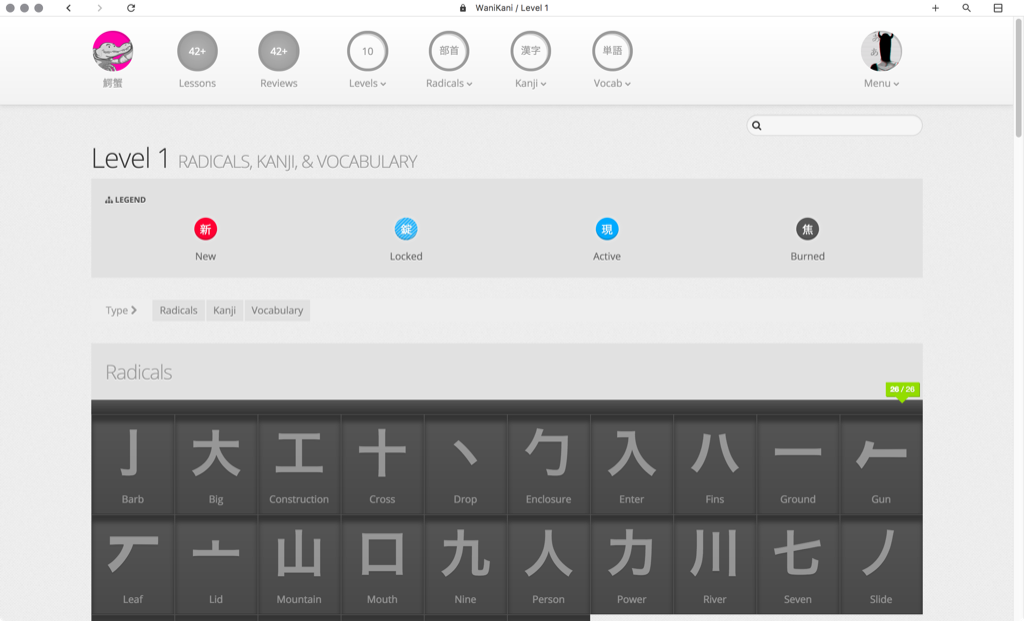 WaniKani / Level 1
42+
42+
10
部首
漢字
単語
鰐蟹
Lessons
Reviews
Levels
Radicals
Kanji
Vocab
あ
Menu
Level 1 RADICALS, KANJI, & VOCABULARY
LEGEND
新
錠
現
焦
New
Locked
Active
Burned
Type
Radicals
Kanji
Vocabulary
Radicals
26 / 26
亅 大 工 十 丶 勹 入 八 一 𠂉
Barb Big Construction Cross Drop Enclosure Enter Fins Ground Gun
丆 亠 山 口 九 人 力 川 七 丿
Leaf Lid Mountain Mouth Nine Person Power River Seven Slide